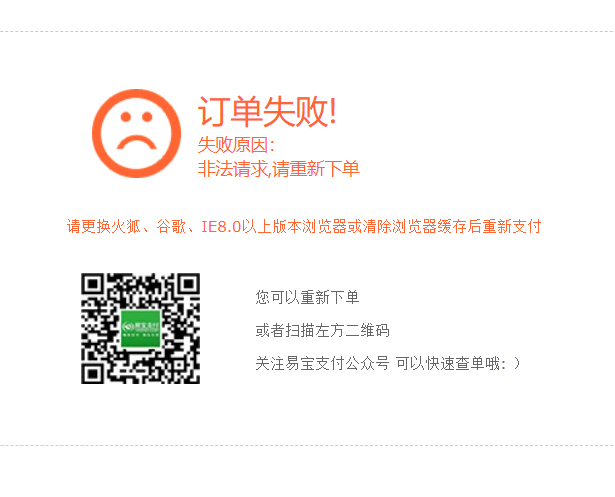 订单失败!
失败原因:
非法请求,请重新下单
请更换火狐、谷歌、IE8.0以上版本浏览器或清除浏览器缓存后重新支付
易宝支付
您可以重新下单
或者扫描左方二维码
关注易宝支付公众号 可以快速查单哦: )